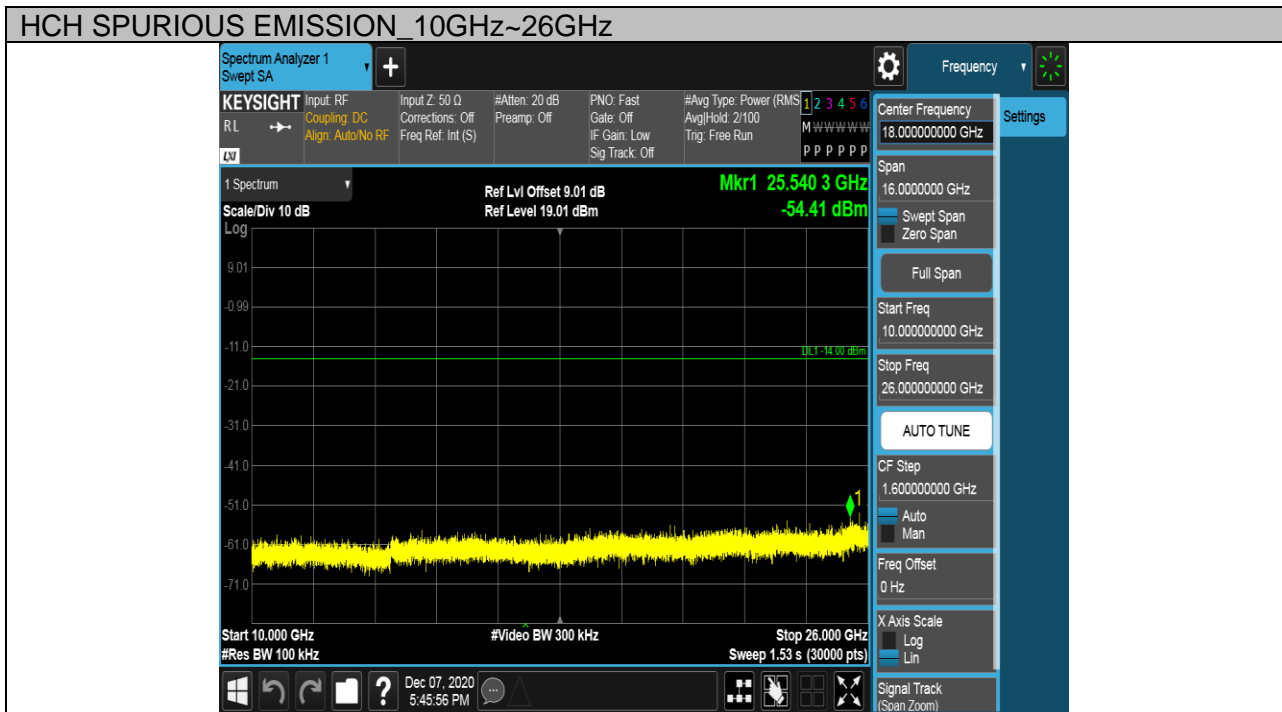 HCH SPURIOUS EMISSION_10GHz~26GHz
Spectrum Analyzer 1
Swept SA
+
Frequency
KEYSIGHT
RL
LXI
Input: RF
Coupling: DC
Align: Auto/No RF
Input Z: 50 Ω
Corrections: Off
Freq Ref: Int (S)
#Atten: 20 dB
Preamp: Off
PNO: Fast
Gate: Off
IF Gain: Low
Sig Track: Off
#Avg Type: Power (RMS
Avg|Hold: 2/100
Trig: Free Run
1 2 3 4 5 6
M W W W W W
P P P P P P
1 Spectrum
Scale/Div 10 dB
Log
Ref Lvl Offset 9.01 dB
Ref Level 19.01 dBm
Mkr1 25.540 3 GHz
-54.41 dBm
9.01
-0.99
-11.0
DL1 -14.00 dBm
-21.0
-31.0
-41.0
-51.0
1
-61.0
-71.0
Start 10.000 GHz
#Video BW 300 kHz
Stop 26.000 GHz
#Res BW 100 kHz
Sweep 1.53 s (30000 pts)
?
Dec 07, 2020
5:45:56 PM
Center Frequency
18.000000000 GHz
Settings
Span
16.0000000 GHz
Swept Span
Zero Span
Full Span
Start Freq
10.000000000 GHz
Stop Freq
26.000000000 GHz
AUTO TUNE
CF Step
1.600000000 GHz
Auto
Man
Freq Offset
0 Hz
X Axis Scale
Log
Lin
Signal Track
(Span Zoom)